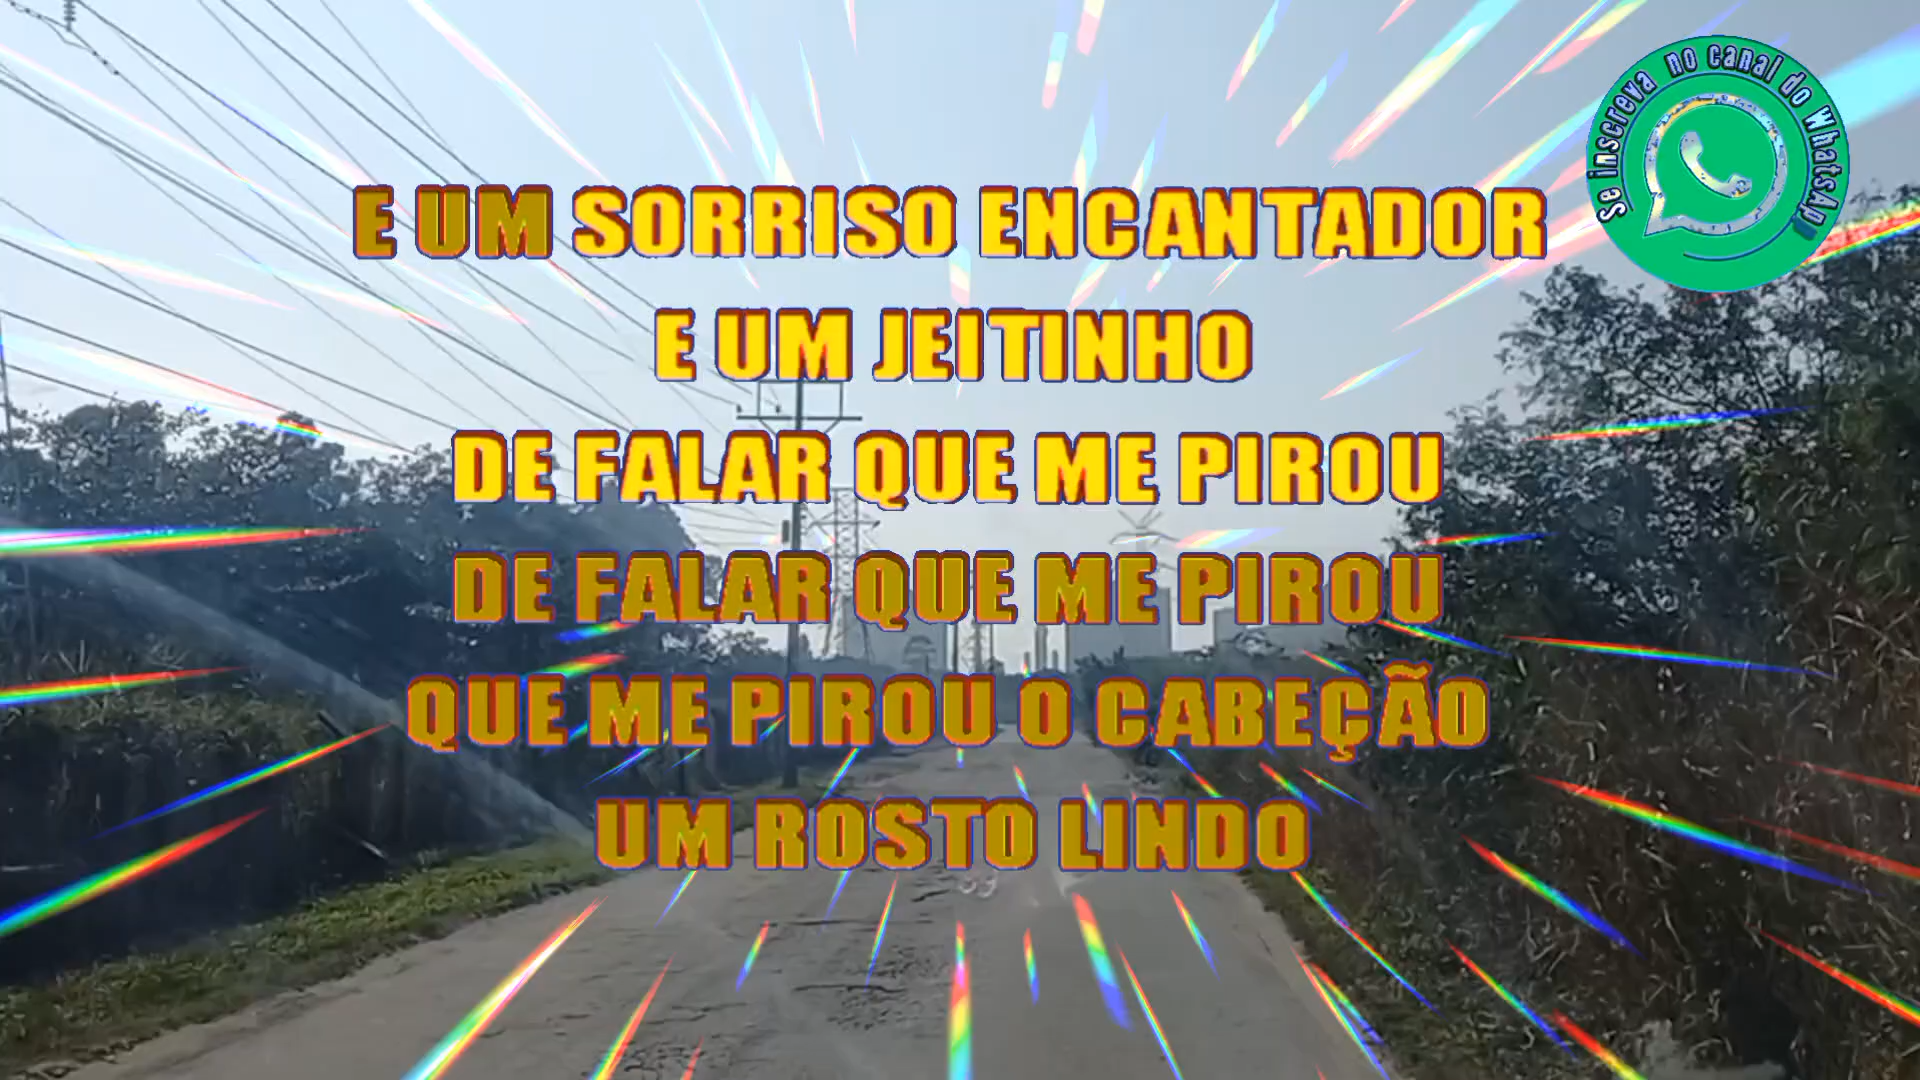 Se inscreva no canal do WhatsApp
E UM SORRISO ENCANTADOR
E UM JEITINHO
DE FALAR QUE ME PIROU
DE FALAR QUE ME PIROU
QUE ME PIROU O CABEÇÃO
UM ROSTO LINDO